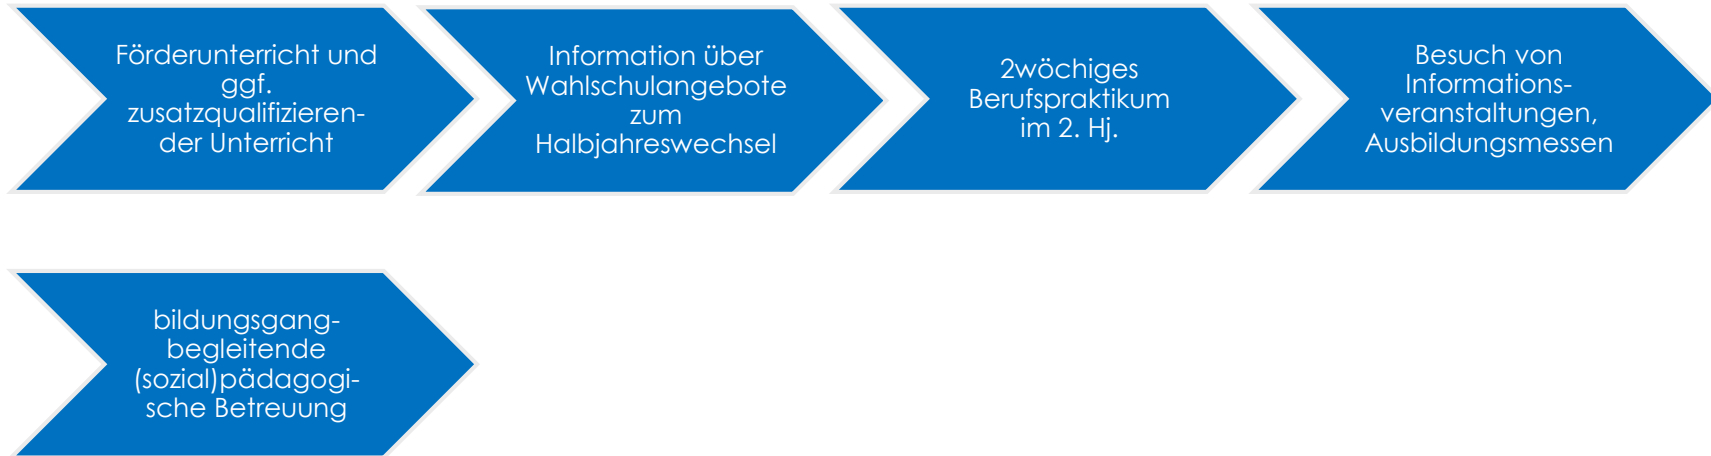 Förderunterricht und
ggf.
zusatzqualifizieren-
der Unterricht
Information über
Wahlschulangebote
zum
Halbjahreswechsel
2wöchiges
Berufspraktikum
im 2. Hj.
Besuch von
Informations-
veranstaltungen,
Ausbildungsmessen
bildungsgang-
begleitende
(sozial)pädagogi-
sche Betreuung